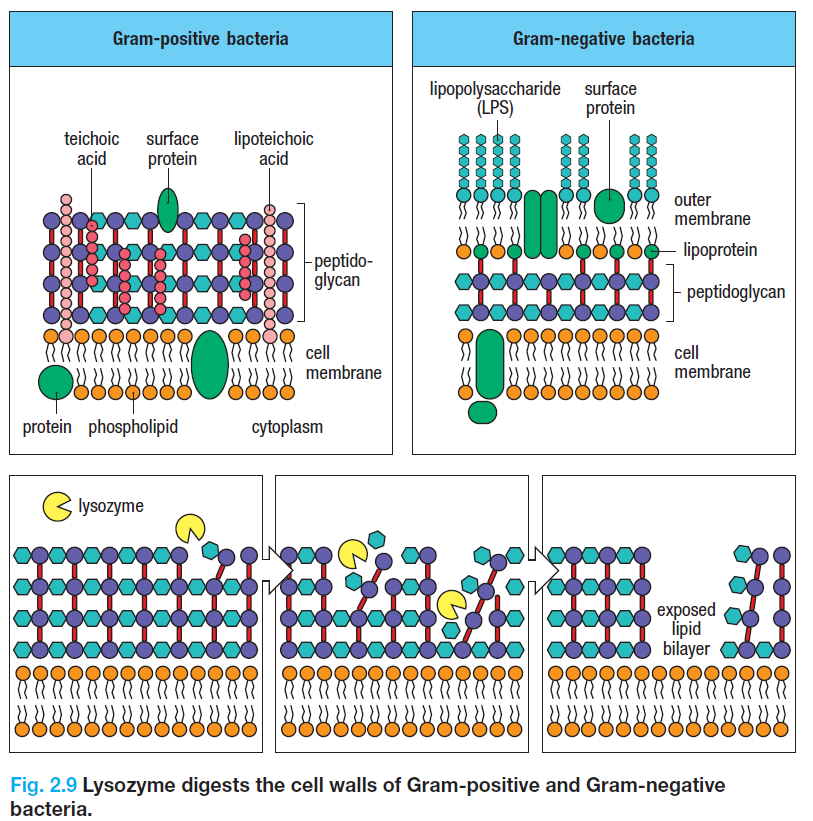 Gram-positive bacteria
Gram-negative bacteria
teichoic
acid
surface
protein
lipoteichoic
acid
peptido-
glycan
cell
membrane
protein
phospholipid
cytoplasm
lipopolysaccharide
(LPS)
surface
protein
outer
membrane
lipoprotein
peptidoglycan
cell
membrane
lysozyme
exposed
lipid
bilayer
Fig. 2.9 Lysozyme digests the cell walls of Gram-positive and Gram-negative
bacteria.